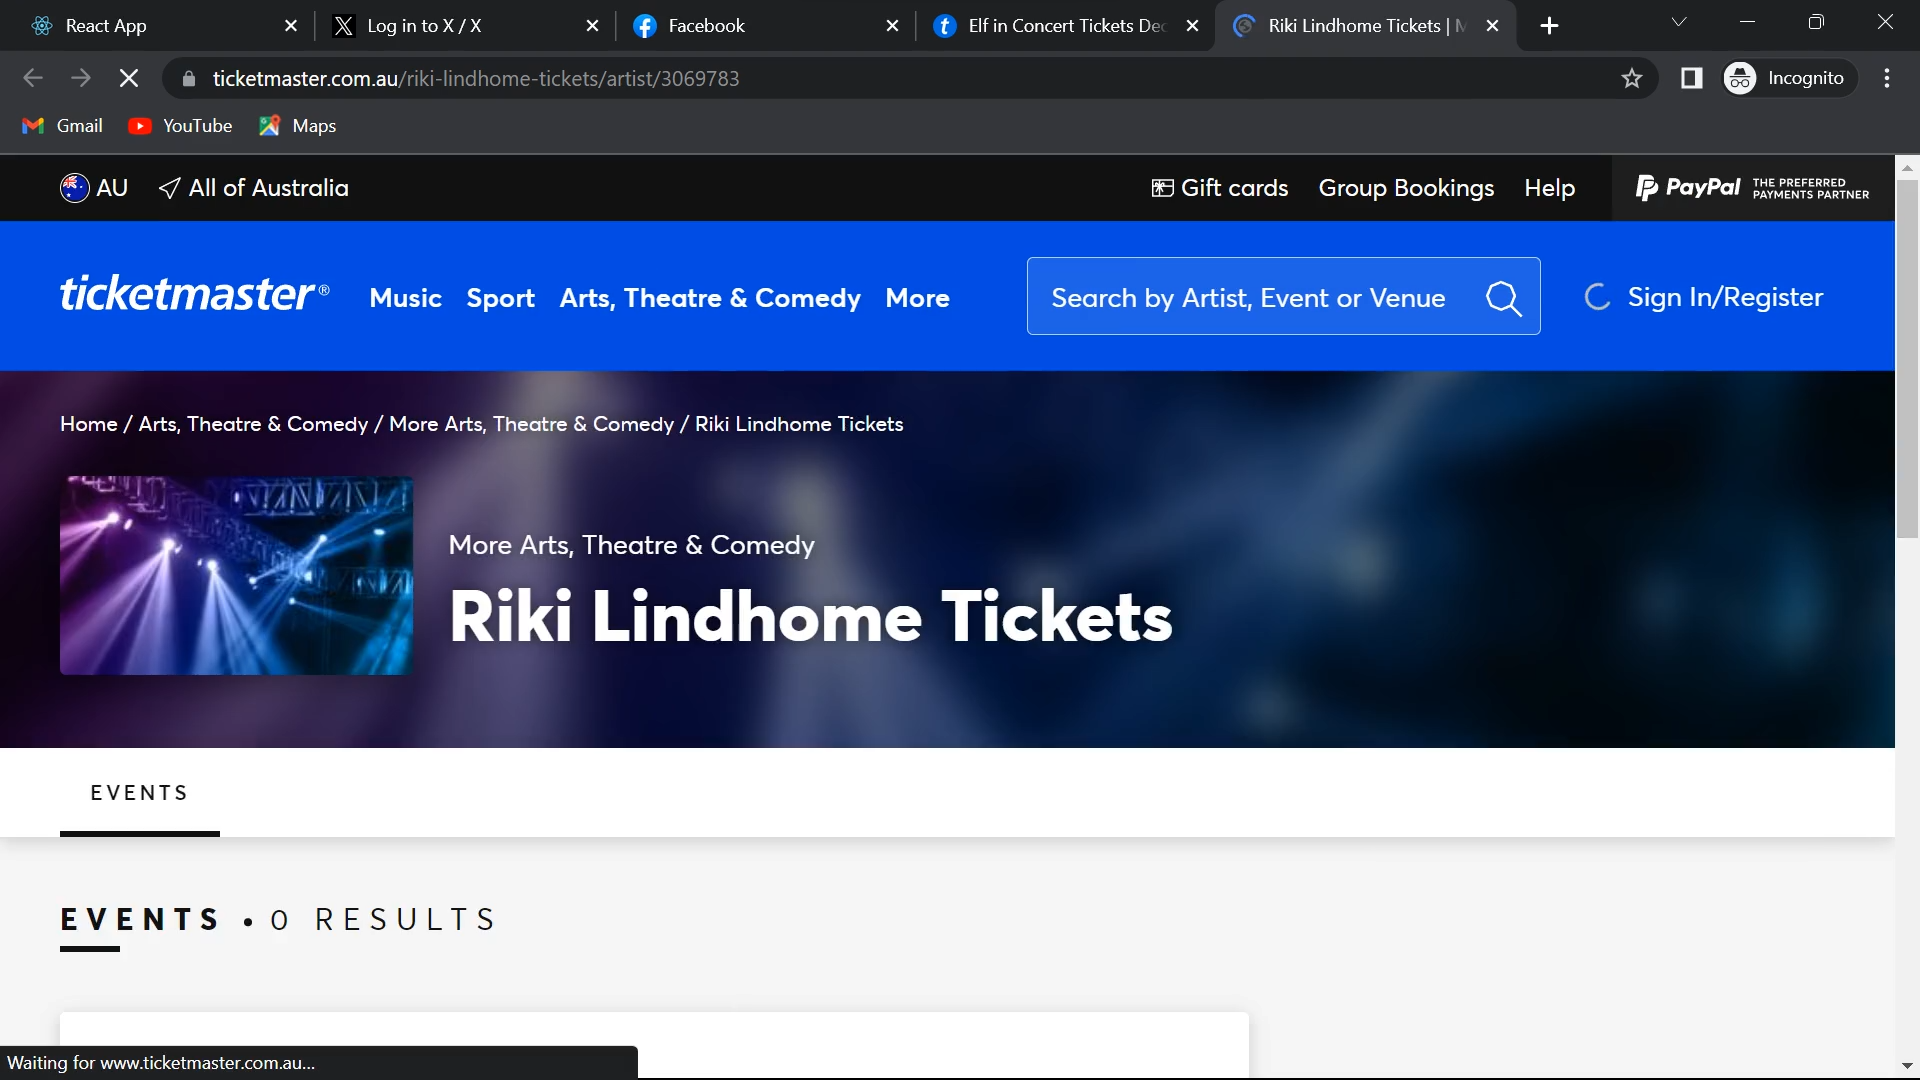 React App
Log in to X / X
Facebook
Elf in Concert Tickets Dec
Riki Lindhome Tickets | M
ticketmaster.com.au/riki-lindhome-tickets/artist/3069783
Incognito
Gmail
YouTube
Maps
AU
All of Australia
Gift cards
Group Bookings
Help
PayPal THE PREFERRED
PAYMENTS PARTNER
ticketmaster®
Music
Sport
Arts, Theatre & Comedy
More
Search by Artist, Event or Venue
Sign In/Register
Home / Arts, Theatre & Comedy / More Arts, Theatre & Comedy / Riki Lindhome Tickets
More Arts, Theatre & Comedy
Riki Lindhome Tickets
EVENTS
EVENTS • 0 RESULTS
Waiting for www.ticketmaster.com.au...